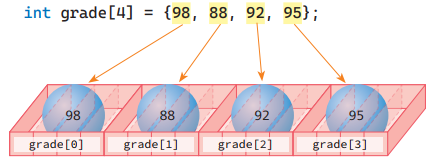 int grade[4] = {98, 88, 92, 95};
98 88 92 95
grade[0] grade[1] grade[2] grade[3]